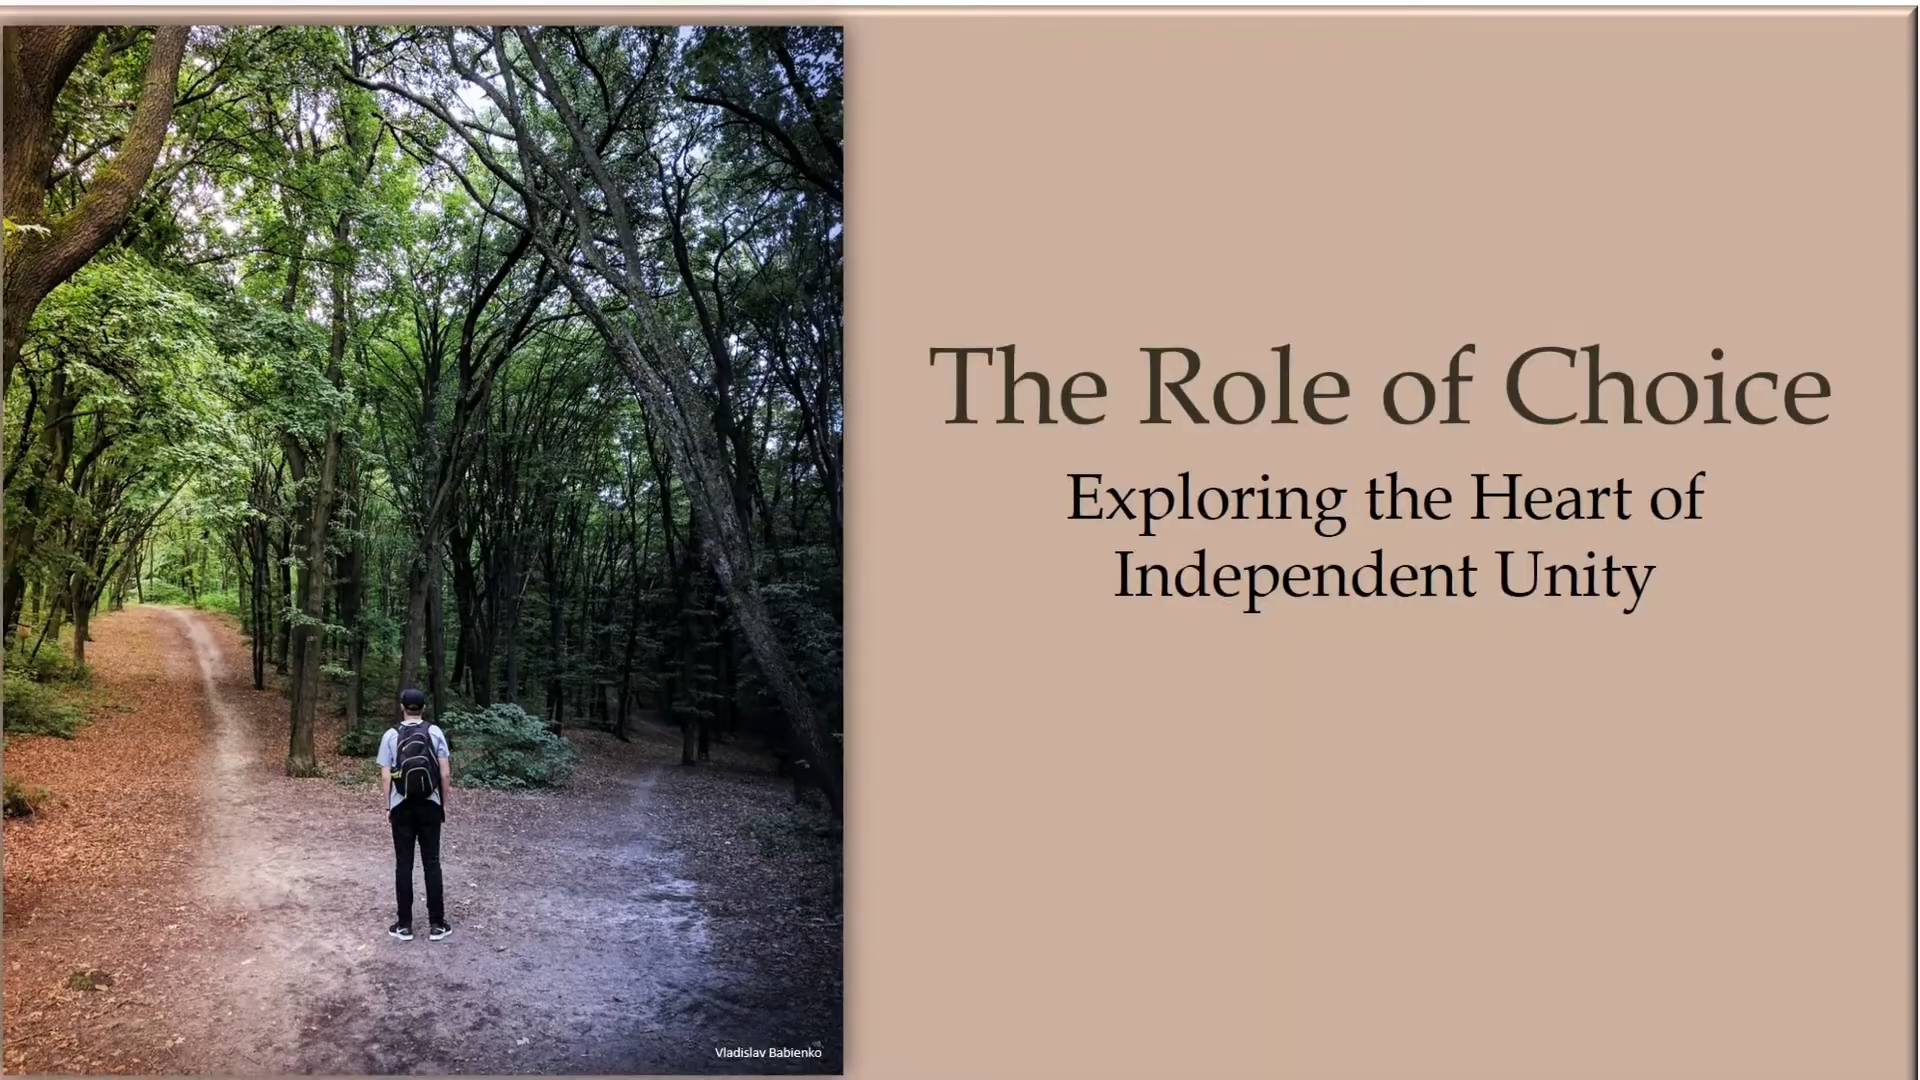 The Role of Choice
Exploring the Heart of
Independent Unity
Vladislav Babienko